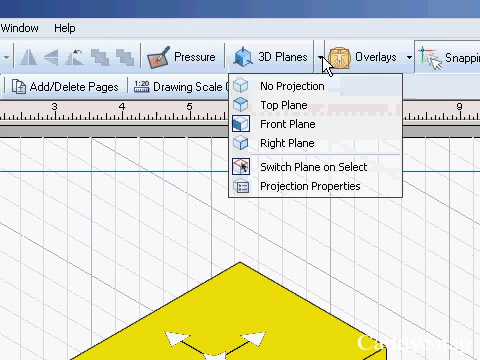 Window Help
Pressure 3D Planes Overlays Snappin
Add/Delete Pages 1:20 Drawing Scale
No Projection
Top Plane
3 4 5 9
Front Plane
Right Plane
Switch Plane on Select
Projection Properties